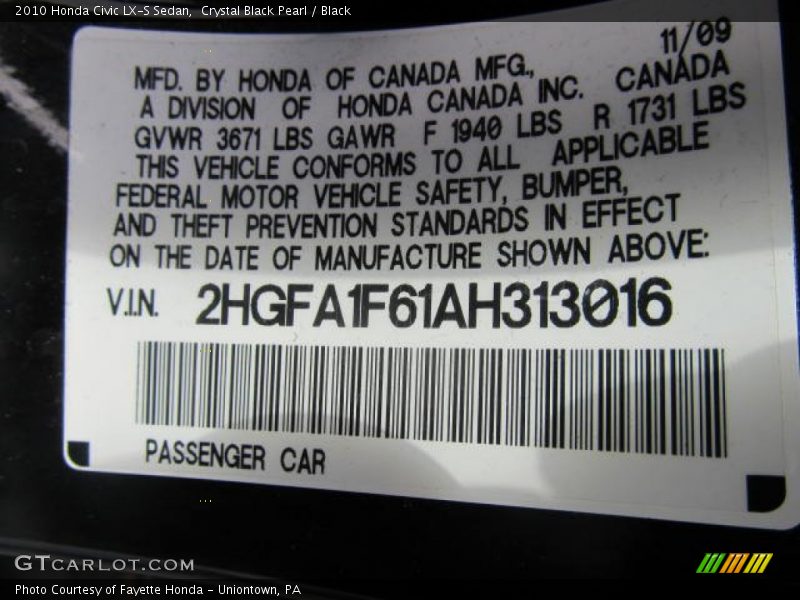 2010 Honda Civic LX-S Sedan,  Crystal Black Pearl / Black
11/09
MFD. BY HONDA OF CANADA MFG.,
A DIVISION OF HONDA CANADA INC. CANADA
GVWR 3671 LBS GAWR F 1940 LBS R 1731 LBS
THIS VEHICLE CONFORMS TO ALL APPLICABLE
FEDERAL MOTOR VEHICLE SAFETY, BUMPER,
AND THEFT PREVENTION STANDARDS IN EFFECT
ON THE DATE OF MANUFACTURE SHOWN ABOVE:
V.I.N. 2HGFA1F61AH313016
PASSENGER CAR
GTCARLOT.COM
Photo Courtesy of Fayette Honda - Uniontown, PA